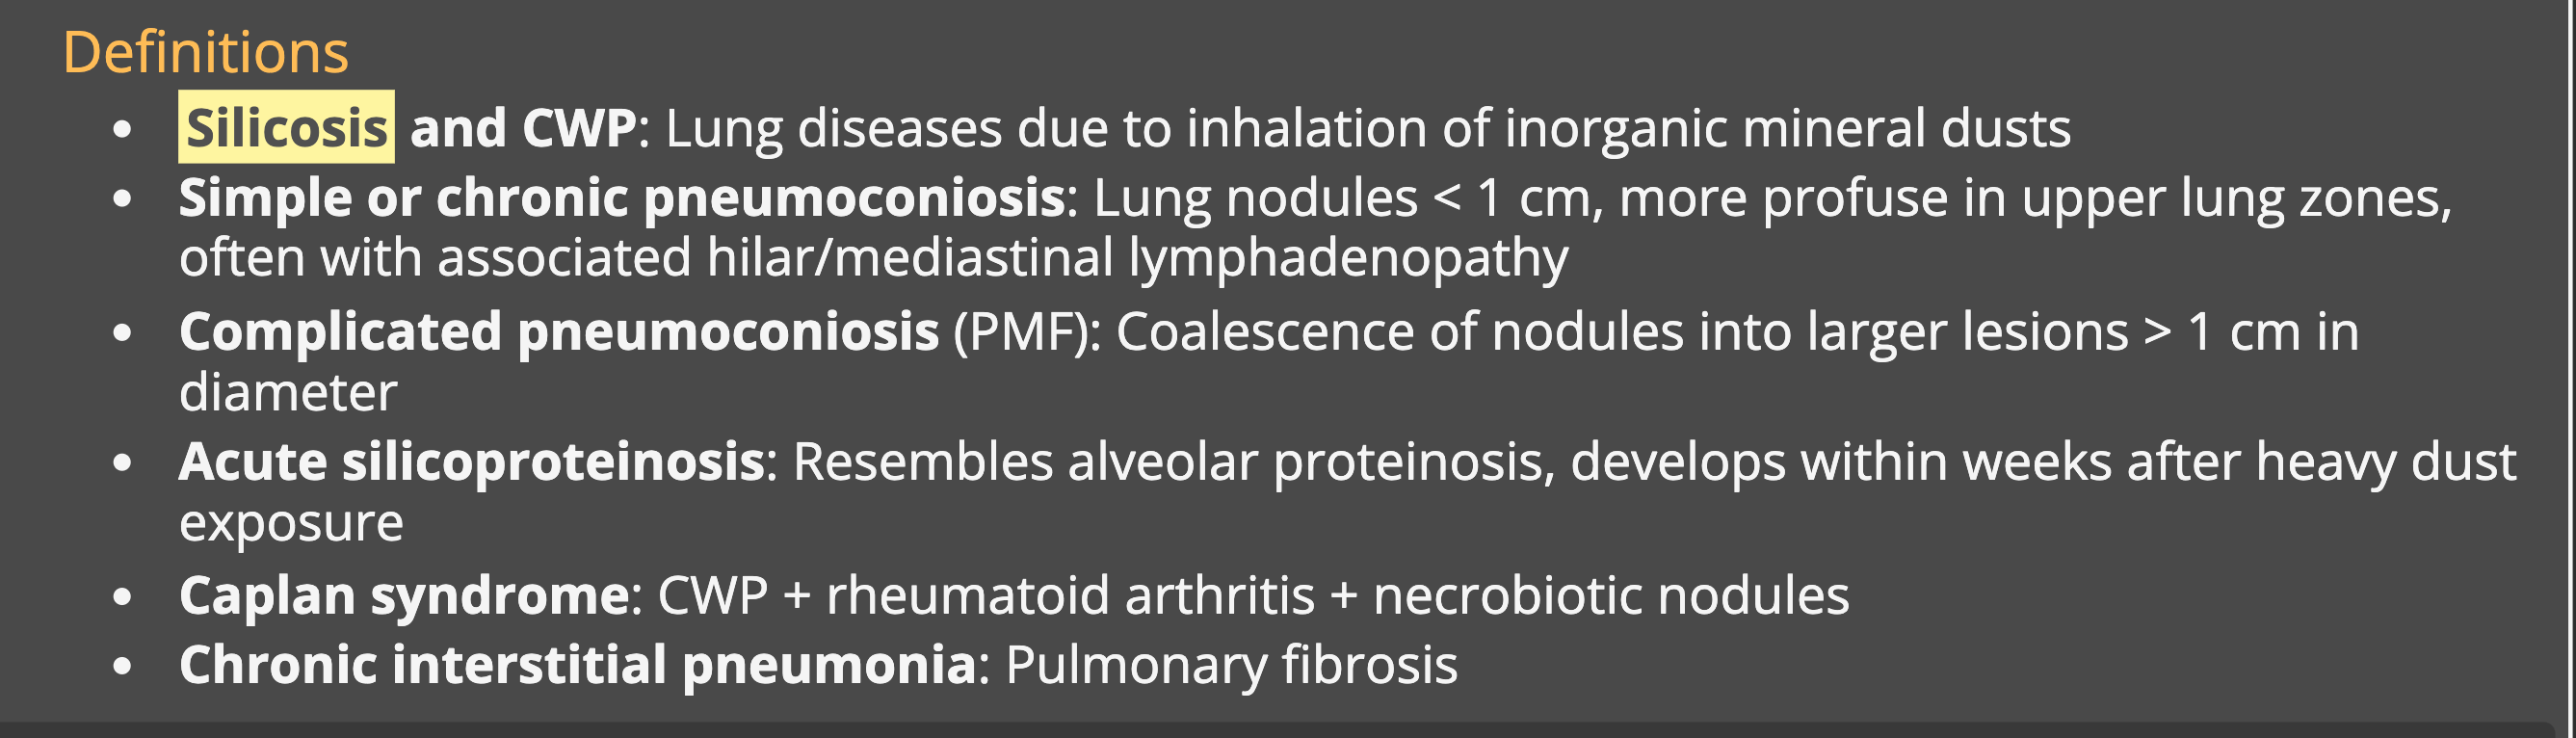 Definitions
• Silicosis and CWP: Lung diseases due to inhalation of inorganic mineral dusts
• Simple or chronic pneumoconiosis: Lung nodules < 1 cm, more profuse in upper lung zones,
often with associated hilar/mediastinal lymphadenopathy
• Complicated pneumoconiosis (PMF): Coalescence of nodules into larger lesions > 1 cm in
diameter
• Acute silicoproteinosis: Resembles alveolar proteinosis, develops within weeks after heavy dust
exposure
• Caplan syndrome: CWP + rheumatoid arthritis + necrobiotic nodules
• Chronic interstitial pneumonia: Pulmonary fibrosis